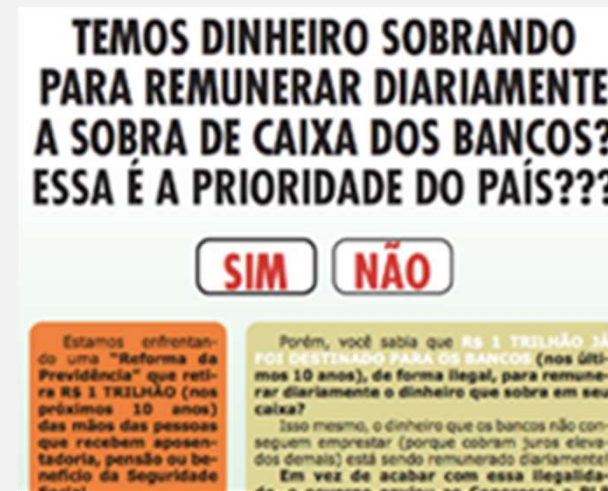 TEMOS DINHEIRO SOBRANDO
PARA REMUNERAR DIARIAMENTE
A SOBRA DE CAIXA DOS BANCOS?
ESSA É A PRIORIDADE DO PAÍS???
SIM NÃO
Estamos enfrentan-
do uma "Reforma da
Previdência" que reti-
ra R$ 1 TRILHÃO (nos
próximos 10 anos)
das mãos das pessoas
que recebem aposen-
tadoria, pensão ou be-
nefício da Seguridade
Social
Porém, você sabia que R$ 1 TRILHÃO JÁ
FOI DESTINADO PARA OS BANCOS (nos últi-
mos 10 anos), de forma ilegal, para remune-
rar diariamente o dinheiro que sobra em seu
caixa?
Isso mesmo, o dinheiro que os bancos não con-
seguem emprestar (porque cobram juros eleva-
dos demais) está sendo remunerado diariamente!
Em vez de acabar com essa ilegalida-